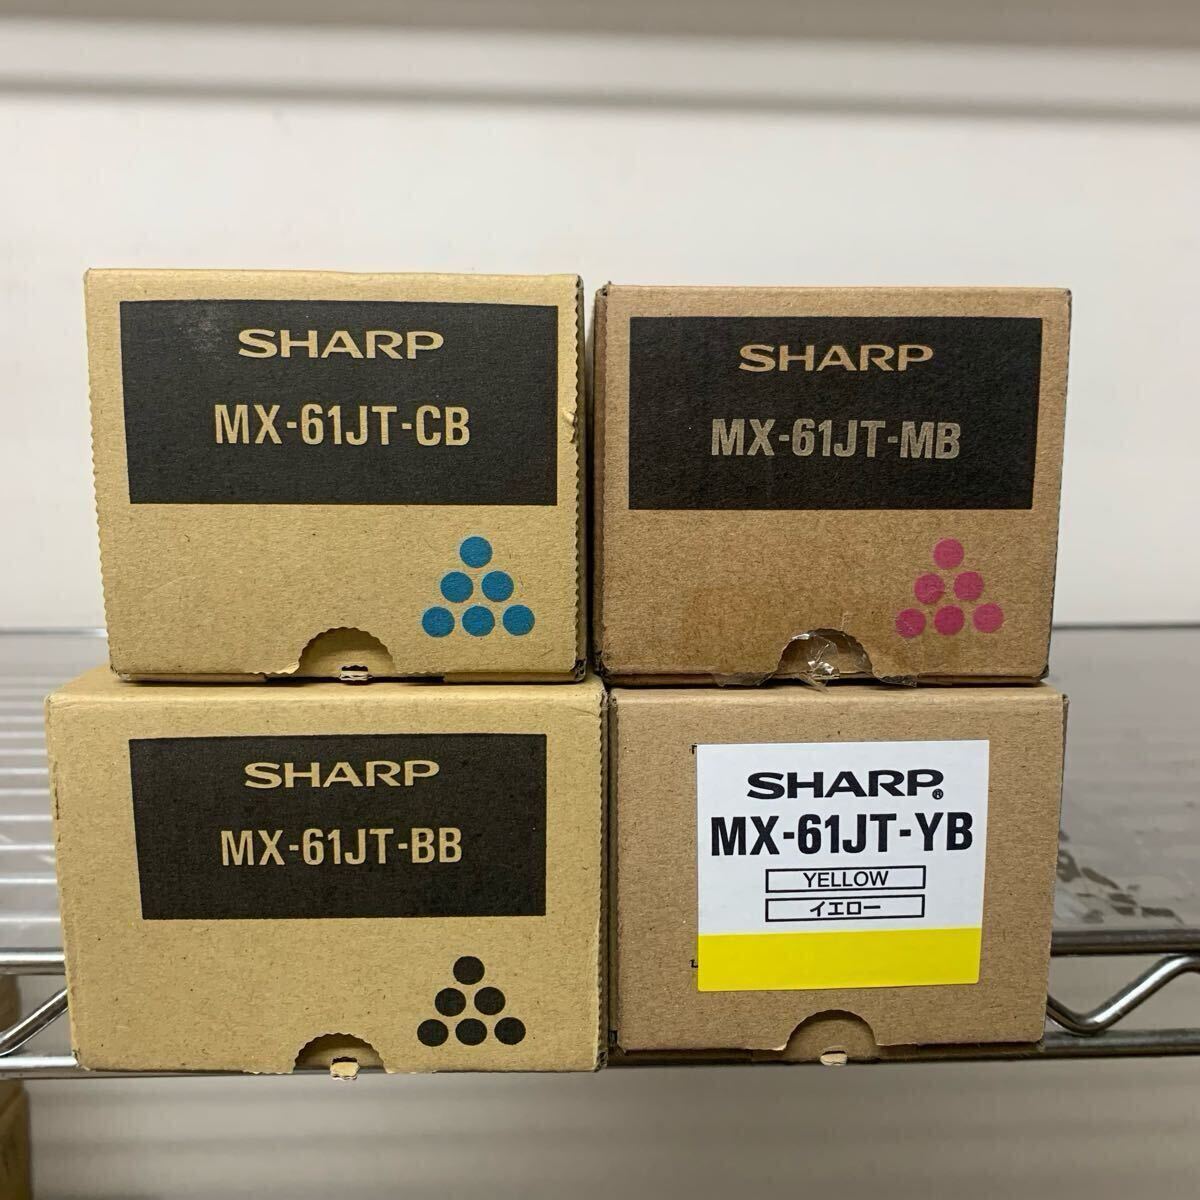 SHARP
MX-61JT-CB
SHARP
MX-61JT-MB
SHARP
MX-61JT-BB
SHARP®
MX-61JT-YB
YELLOW
イエロー